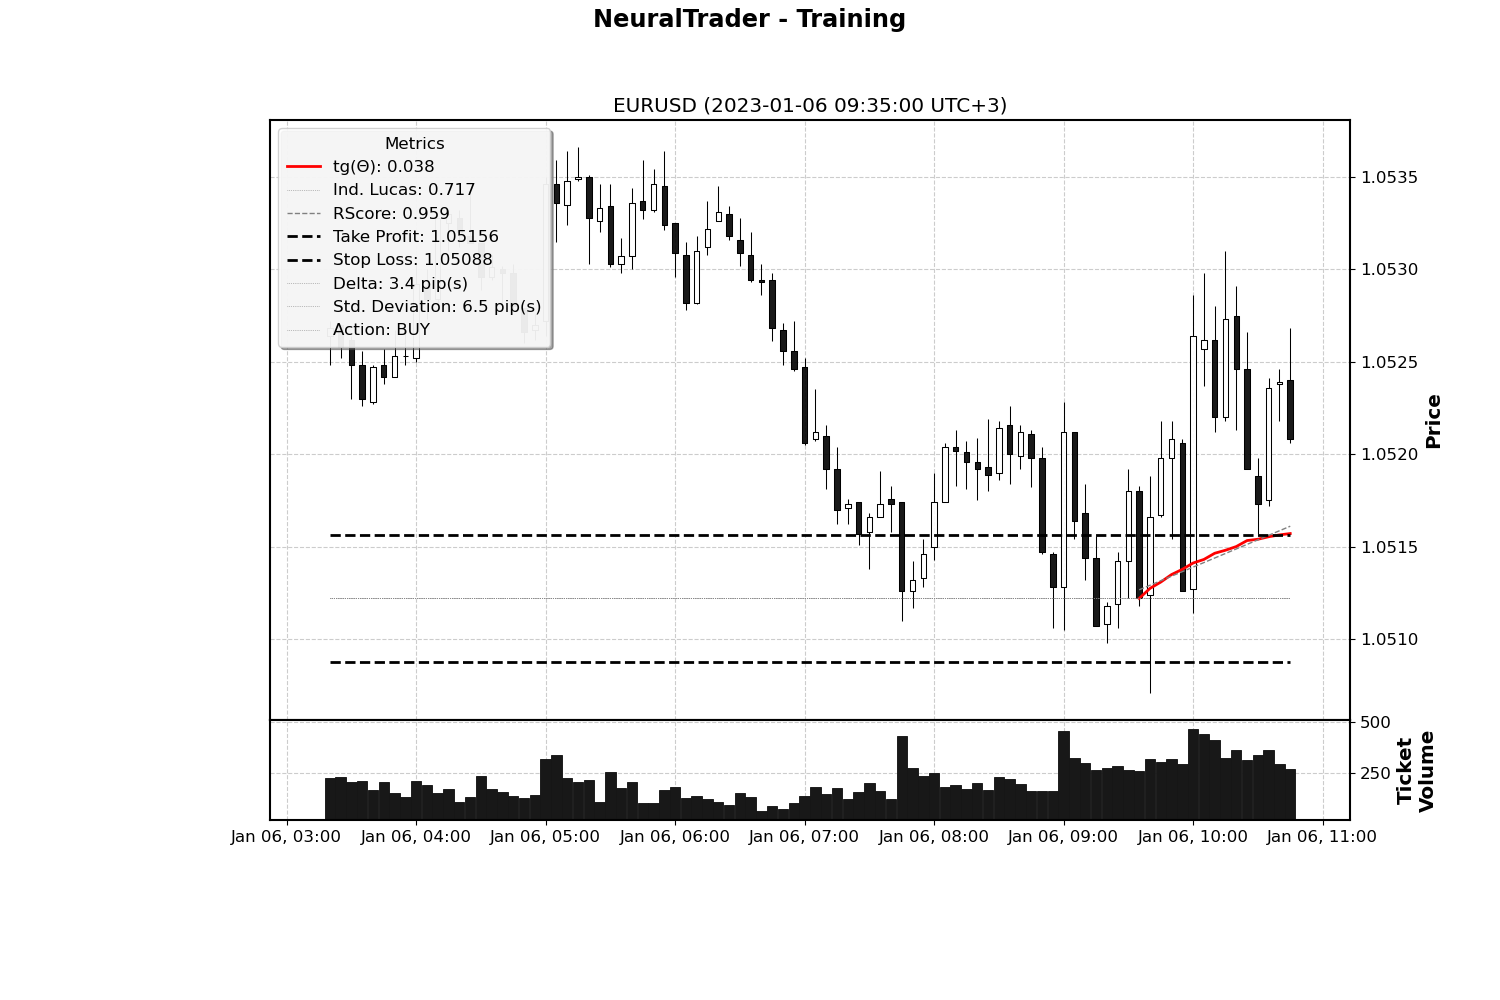 NeuralTrader - Training
EURUSD (2023-01-06 09:35:00 UTC+3)
Metrics
tg(Θ): 0.038
Ind. Lucas: 0.717
RScore: 0.959
Take Profit: 1.05156
Stop Loss: 1.05088
Delta: 3.4 pip(s)
Std. Deviation: 6.5 pip(s)
Action: BUY
1.0535
1.0530
1.0525
1.0520
1.0515
1.0510
Price
500
250
Ticket
Volume
Jan 06, 03:00
Jan 06, 04:00
Jan 06, 05:00
Jan 06, 06:00
Jan 06, 07:00
Jan 06, 08:00
Jan 06, 09:00
Jan 06, 10:00
Jan 06, 11:00